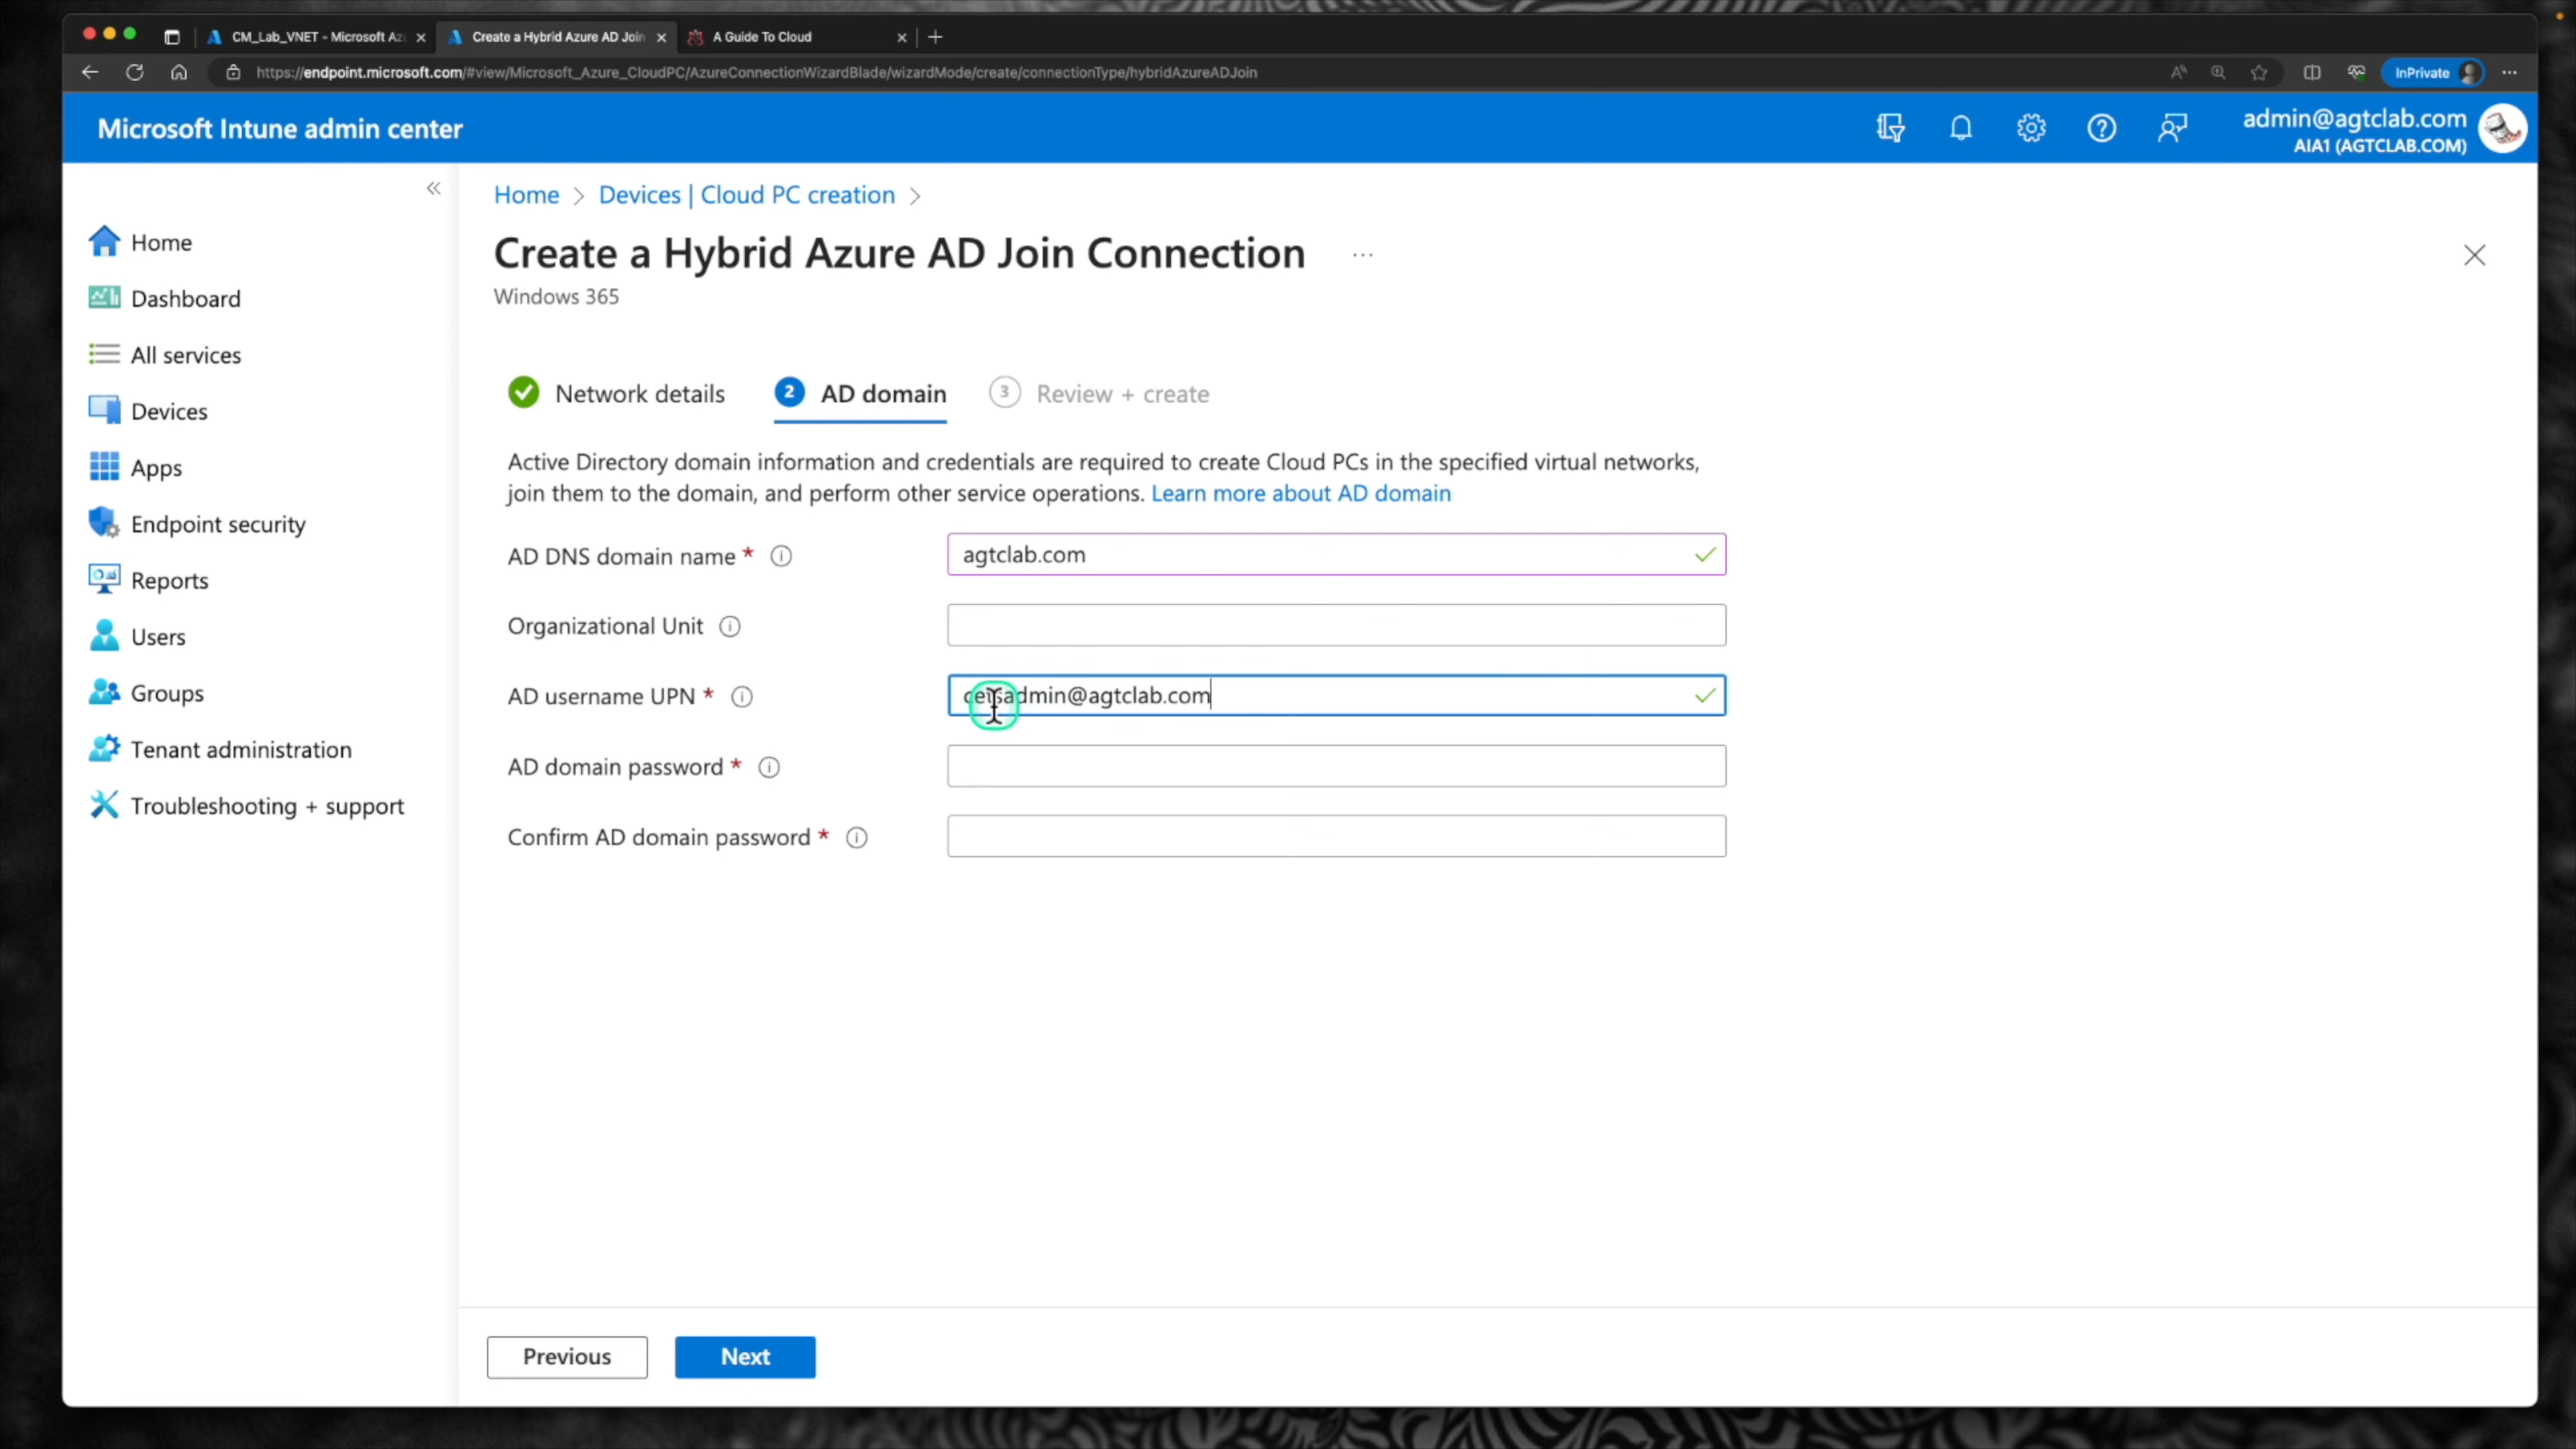 CM_Lab_VNET - Microsoft Az
Create a Hybrid Azure AD Join
A Guide To Cloud
https://endpoint.microsoft.com/#view/Microsoft_Azure_CloudPC/AzureConnectionWizardBlade/wizardMode/create/connectionType/hybridAzureADJoin
InPrivate
Microsoft Intune admin center
admin@agtclab.com
AIA1 (AGTCLAB.COM)
Home
Dashboard
All services
Devices
Apps
Endpoint security
Reports
Users
Groups
Tenant administration
Troubleshooting + support
Home > Devices | Cloud PC creation >
Create a Hybrid Azure AD Join Connection ...
Windows 365
Network details
2 AD domain
3 Review + create
Active Directory domain information and credentials are required to create Cloud PCs in the specified virtual networks,
join them to the domain, and perform other service operations. Learn more about AD domain
AD DNS domain name *
agtclab.com
Organizational Unit
AD username UPN *
@agtclab.com
AD domain password *
Confirm AD domain password *
Previous
Next